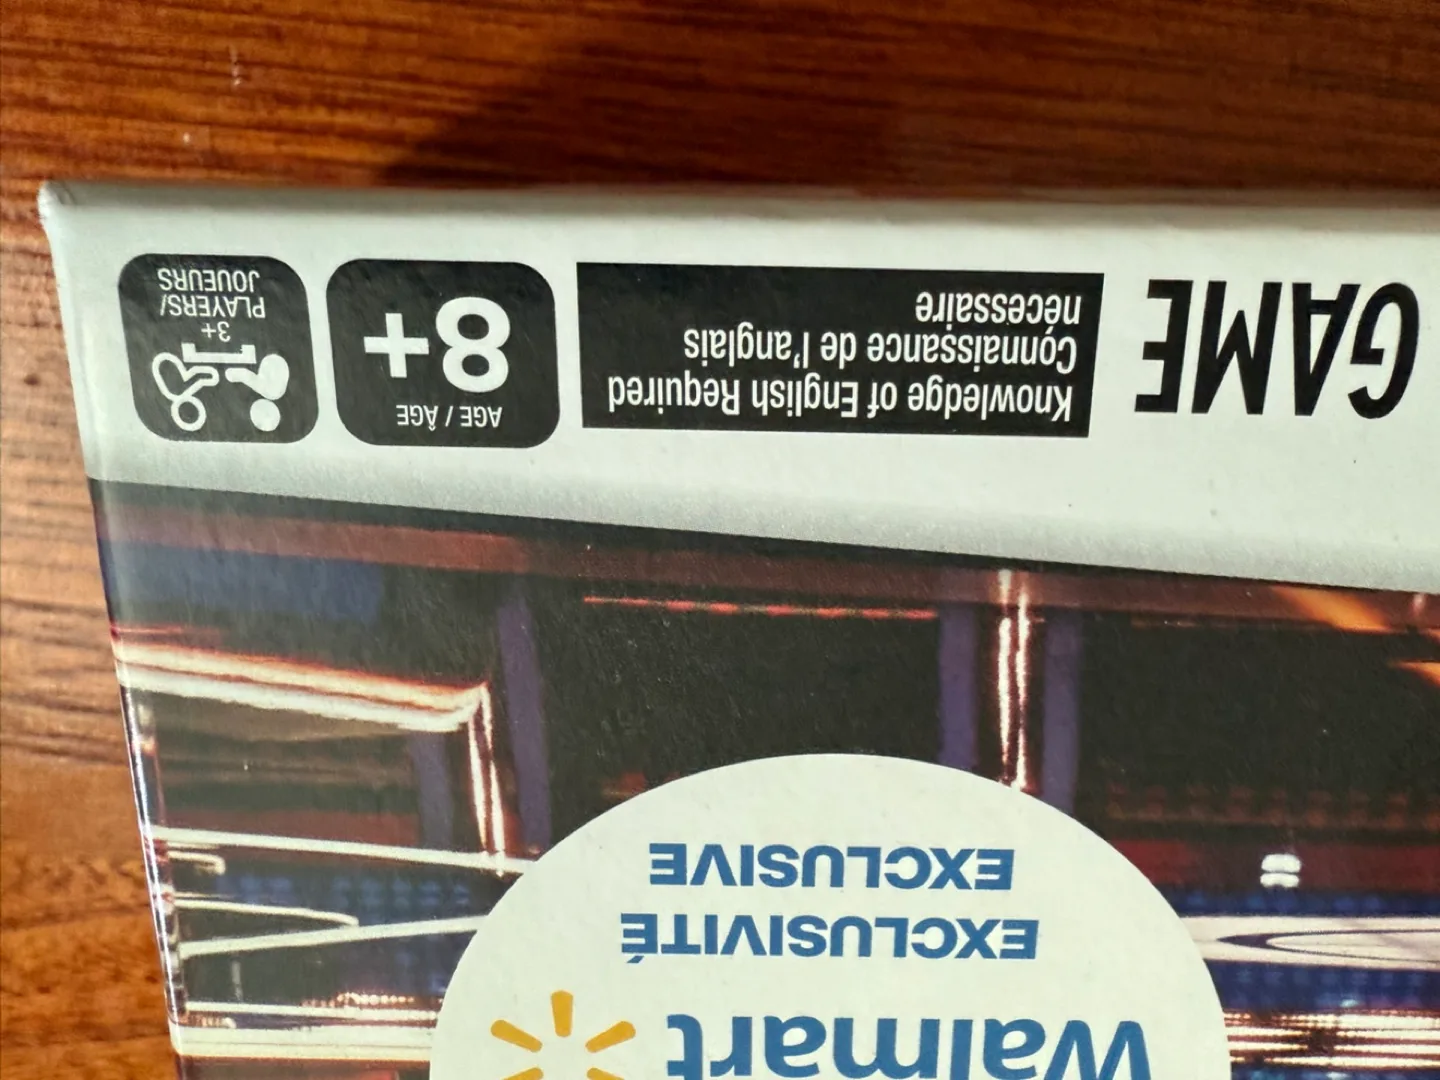 Walmart
EXCLUSIVITÉ
EXCLUSIVE
GAME
Knowledge of English Required
Connaissance de l'anglais
nécessaire
AGE / ÂGE
8+
3+
PLAYERS/
JOUEURS